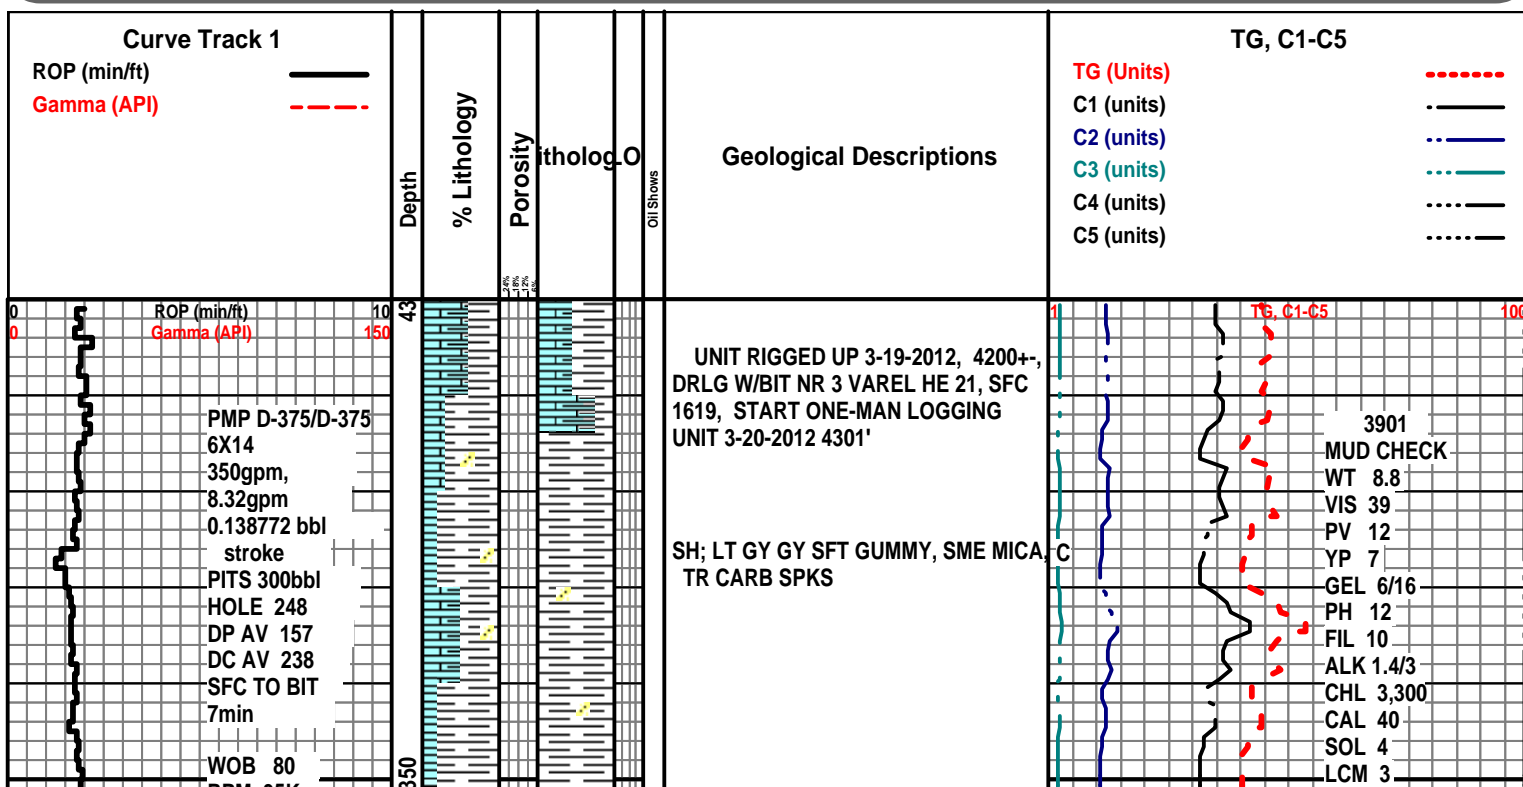 Curve Track 1
ROP (min/ft)
Gamma (API)
Depth
% Lithology
Porosity
24%
18%
12%
6%
itholog
LO
Oil Shows
Geological Descriptions
TG, C1-C5
TG (Units)
C1 (units)
C2 (units)
C3 (units)
C4 (units)
C5 (units)
0 ROP (min/ft) 10
0 Gamma (API) 150
43
350
PMP D-375/D-375
6X14
350gpm,
8.32gpm
0.138772 bbl
stroke
PITS 300bbl
HOLE 248
DP AV 157
DC AV 238
SFC TO BIT
7min
WOB 80
UNIT RIGGED UP 3-19-2012, 4200+-,
DRLG W/BIT NR 3 VAREL HE 21, SFC
1619, START ONE-MAN LOGGING
UNIT 3-20-2012 4301'
SH; LT GY GY SFT GUMMY, SME MICA, C
TR CARB SPKS
1 TG, C1-C5 100
3901
MUD CHECK
WT 8.8
VIS 39
PV 12
YP 7
GEL 6/16
PH 12
FIL 10
ALK 1.4/3
CHL 3,300
CAL 40
SOL 4
LCM 3